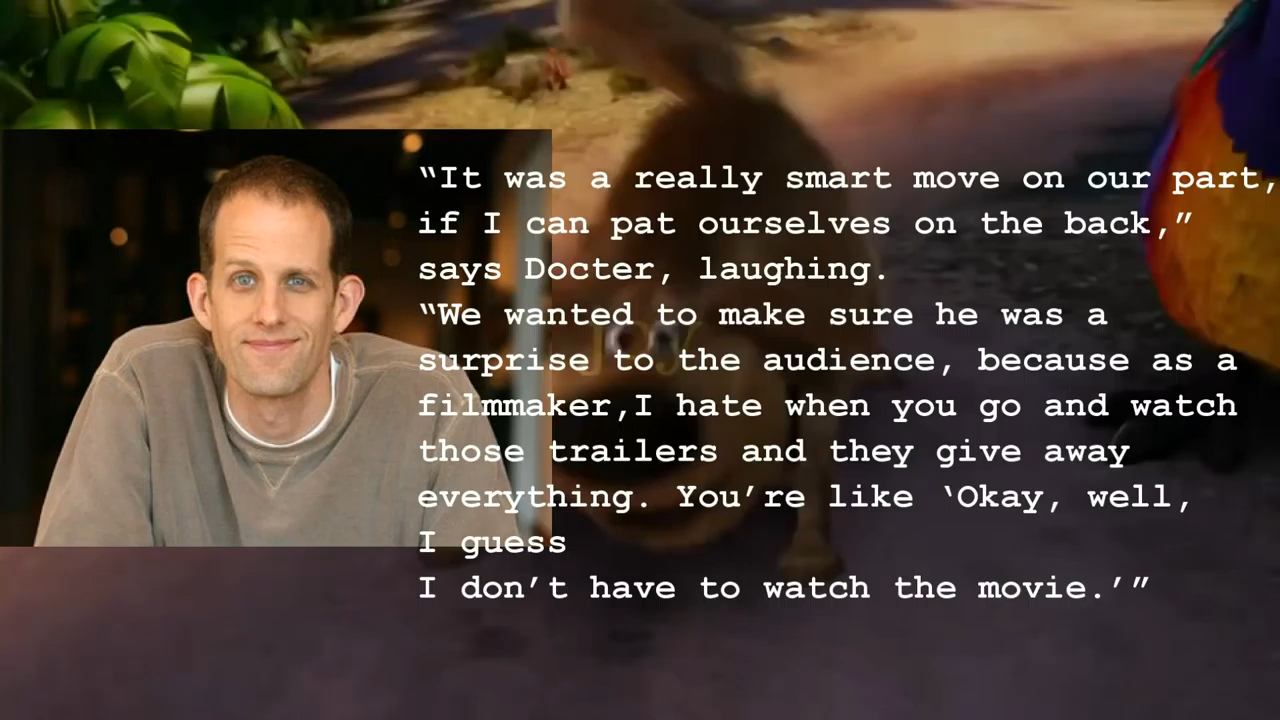 “It was a really smart move on our part,
if I can pat ourselves on the back,”
says Docter, laughing.
“We wanted to make sure he was a
surprise to the audience, because as a
filmmaker,I hate when you go and watch
those trailers and they give away
everything. You’re like ‘Okay, well,
I guess
I don’t have to watch the movie.’”